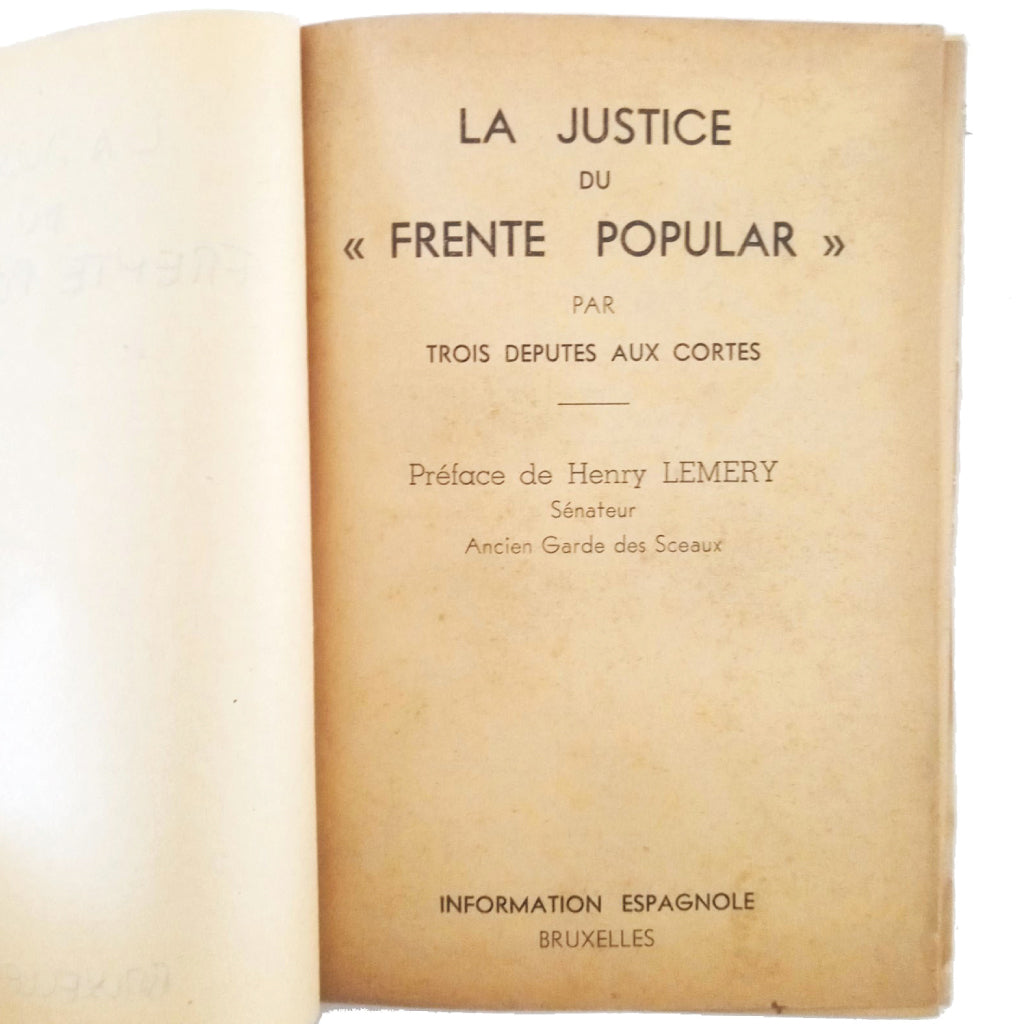 LA JUSTICE
DU
« FRENTE POPULAR »
PAR
TROIS DEPUTES AUX CORTES
Préface de Henry LEMERY
Sénateur
Ancien Garde des Sceaux
INFORMATION ESPAGNOLE
BRUXELLES